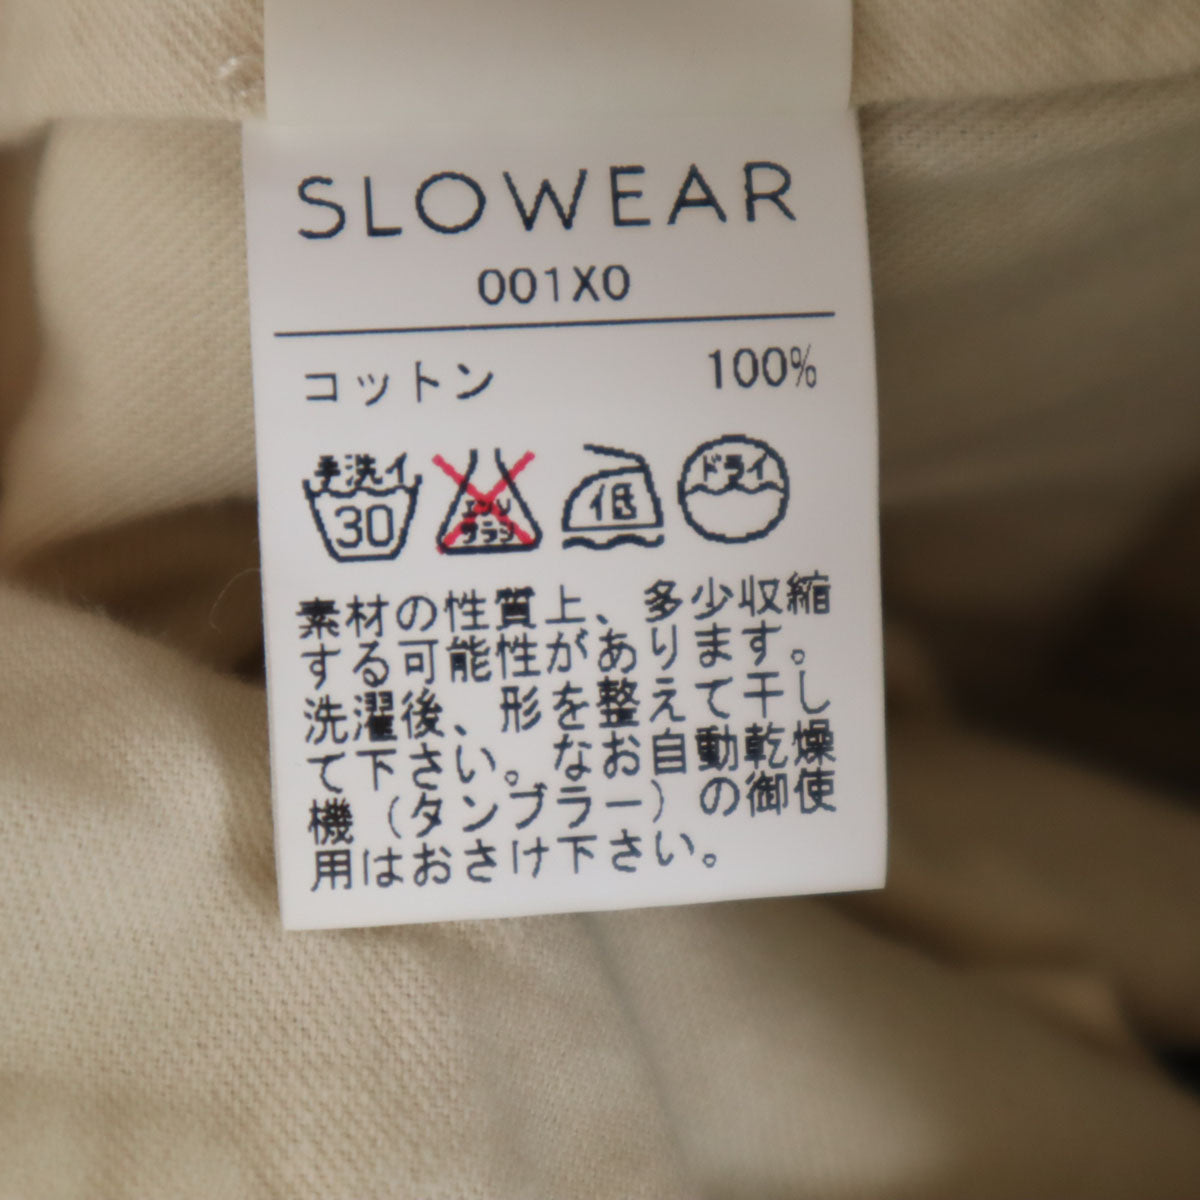 SLOWEAR
001X0
コットン 100%
手洗イ
30
エンソ
サラシ
低
ドライ
素材の性質上、多少収縮
する可能性があります。
洗濯後、形を整えて干し
て下さい。なお自動乾燥
機（タンブラー）の御使
用はおさけ下さい。